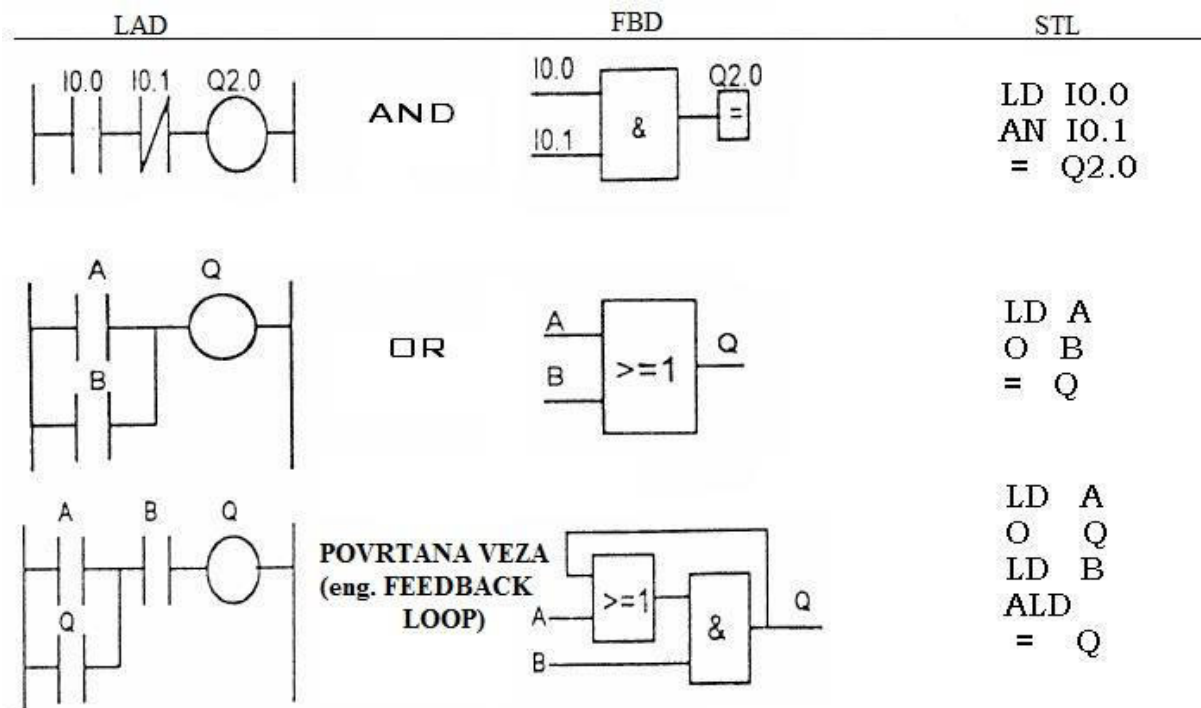 LAD FBD STL
I0.0 I0.1 Q2.0
AND
I0.0
I0.1
&
Q2.0
=
LD I0.0
AN I0.1
= Q2.0
A Q
B
OR
A
B
>=1
Q
LD A
O B
= Q
A B Q
Q
POVRTANA VEZA
(eng. FEEDBACK
LOOP)
>=1
A
B
&
Q
LD A
O Q
LD B
ALD
= Q